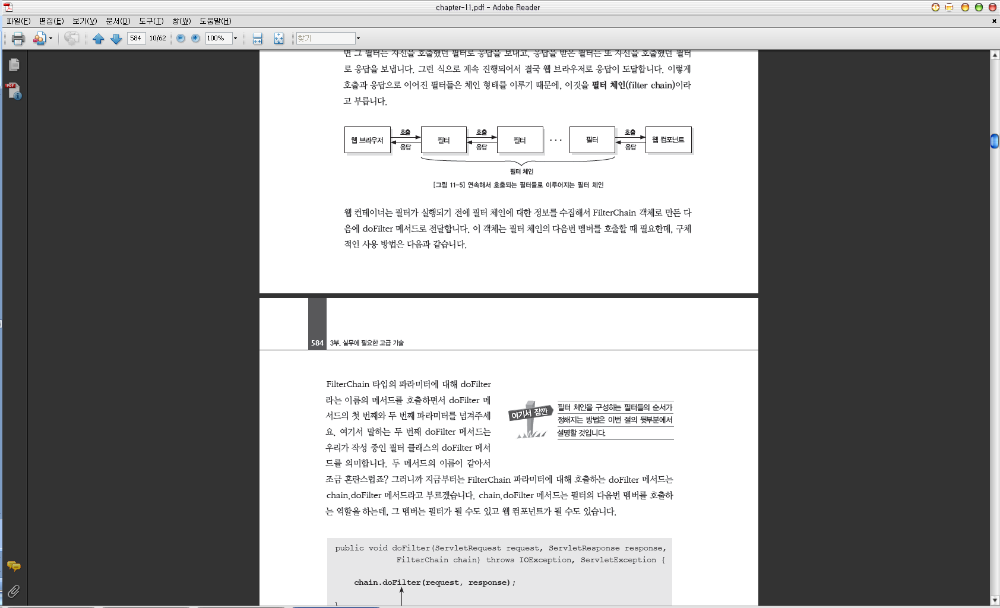 chapter-11.pdf - Adobe Reader
파일(F) 편집(E) 보기(V) 문서(D) 도구(T) 창(W) 도움말(H)
584 10/62 100% 찾기
면 그 필터는 자신을 호출했던 필터로 응답을 보내고, 응답을 받은 필터는 또 자신을 호출했던 필터
로 응답을 보냅니다. 그런 식으로 계속 진행되어서 결국 웹 브라우저로 응답이 도달합니다. 이렇게
호출과 응답으로 이어진 필터들은 체인 형태를 이루기 때문에, 이것을 필터 체인(filter chain)이라
고 부릅니다.
호출 호출 호출
웹 브라우저 필터 필터 ... 필터 웹 컴포넌트
응답 응답 응답
필터 체인
[그림 11-5] 연속해서 호출되는 필터들로 이루어지는 필터 체인
웹 컨테이너는 필터가 실행되기 전에 필터 체인에 대한 정보를 수집해서 FilterChain 객체로 만든 다
음에 doFilter 메서드로 전달합니다. 이 객체는 필터 체인의 다음번 멤버를 호출할 때 필요한데, 구체
적인 사용 방법은 다음과 같습니다.
584 3부. 실무에 필요한 고급 기술
FilterChain 타입의 파라미터에 대해 doFilter
라는 이름의 메서드를 호출하면서 doFilter 메
서드의 첫 번째와 두 번째 파라미터를 넘겨주세
요. 여기서 말하는 두 번째 doFilter 메서드는
우리가 작성 중인 필터 클래스의 doFilter 메서
드를 의미합니다. 두 메서드의 이름이 같아서
조금 혼란스럽죠? 그러니까 지금부터는 FilterChain 파라미터에 대해 호출하는 doFilter 메서드는
chain.doFilter 메서드라고 부르겠습니다. chain.doFilter 메서드는 필터의 다음번 멤버를 호출하
는 역할을 하는데, 그 멤버는 필터가 될 수도 있고 웹 컴포넌트가 될 수도 있습니다.
여기서 잠깐
필터 체인을 구성하는 필터들의 순서가
정해지는 방법은 이번 절의 뒷부분에서
설명할 것입니다.
public void doFilter(ServletRequest request, ServletResponse response,
FilterChain chain) throws IOException, ServletException {
chain.doFilter(request, response);
}